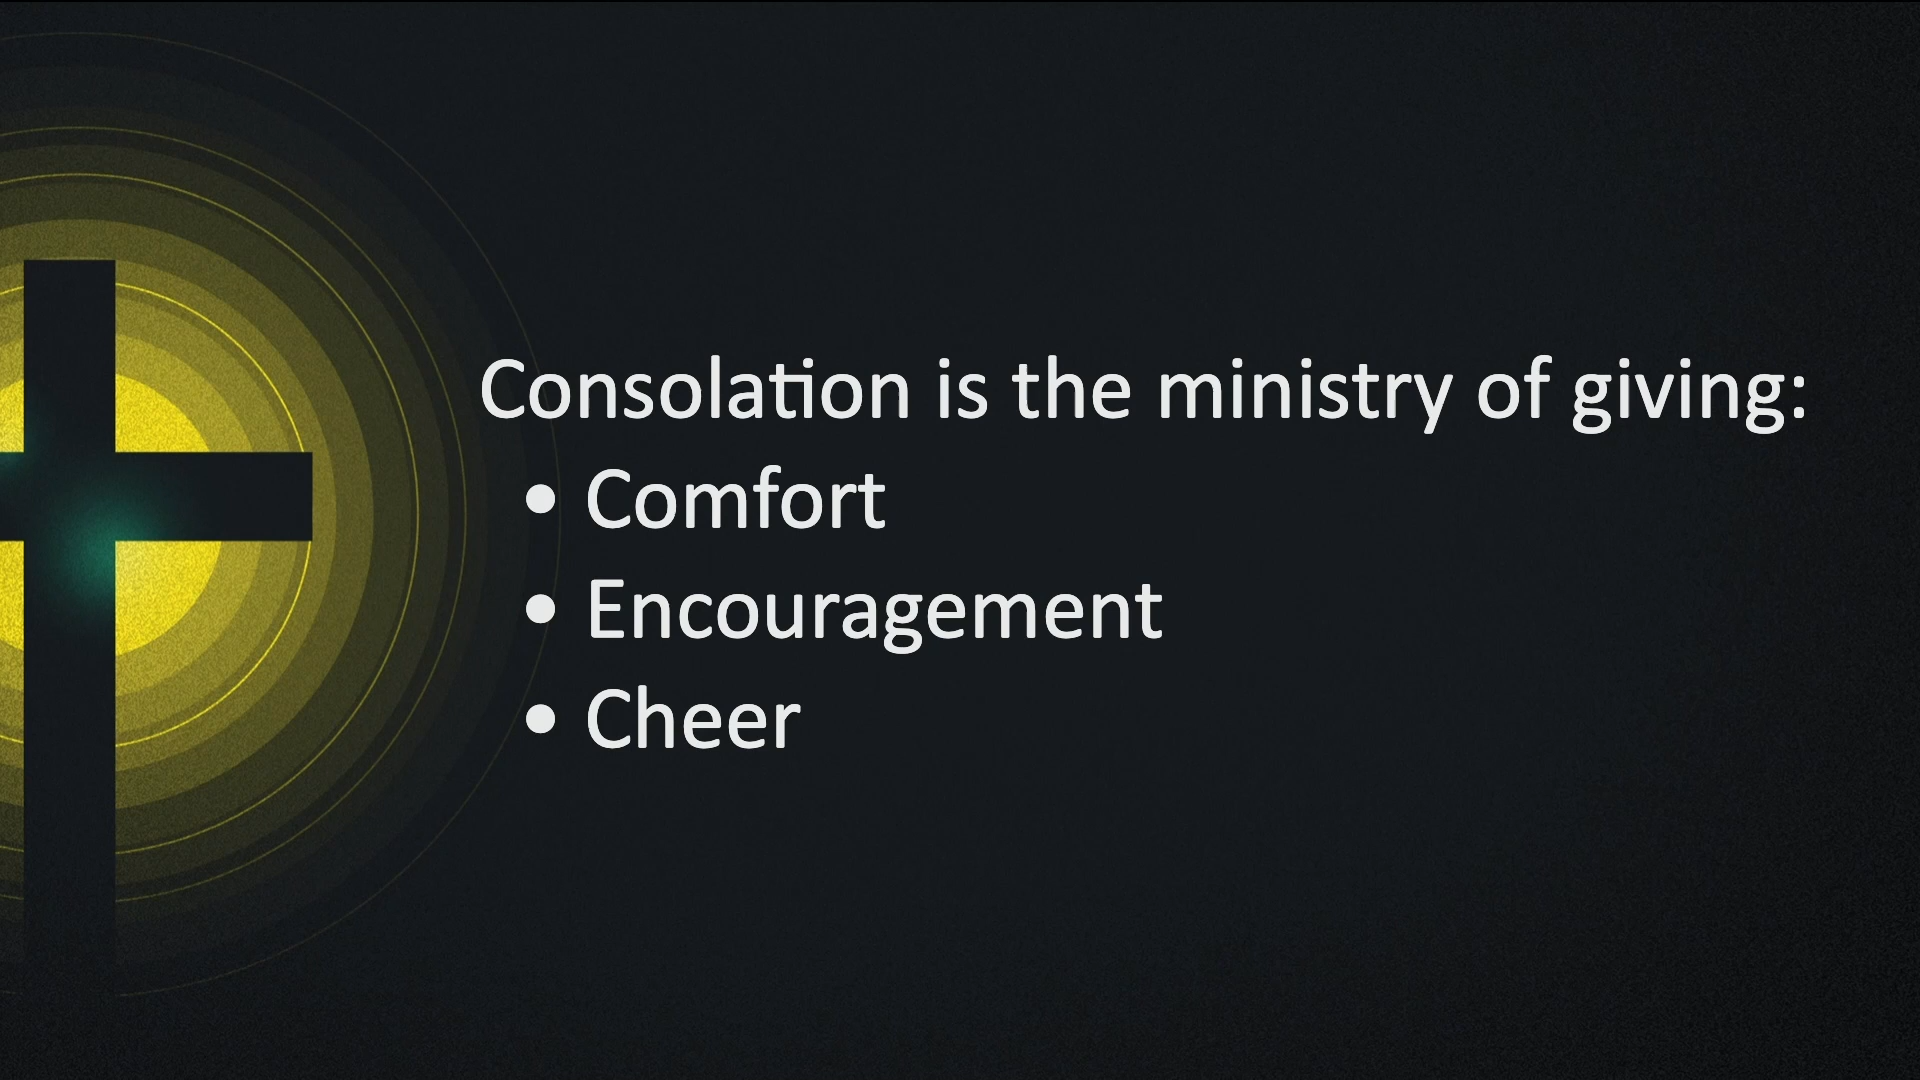 Consolation is the ministry of giving:
• Comfort
• Encouragement
• Cheer